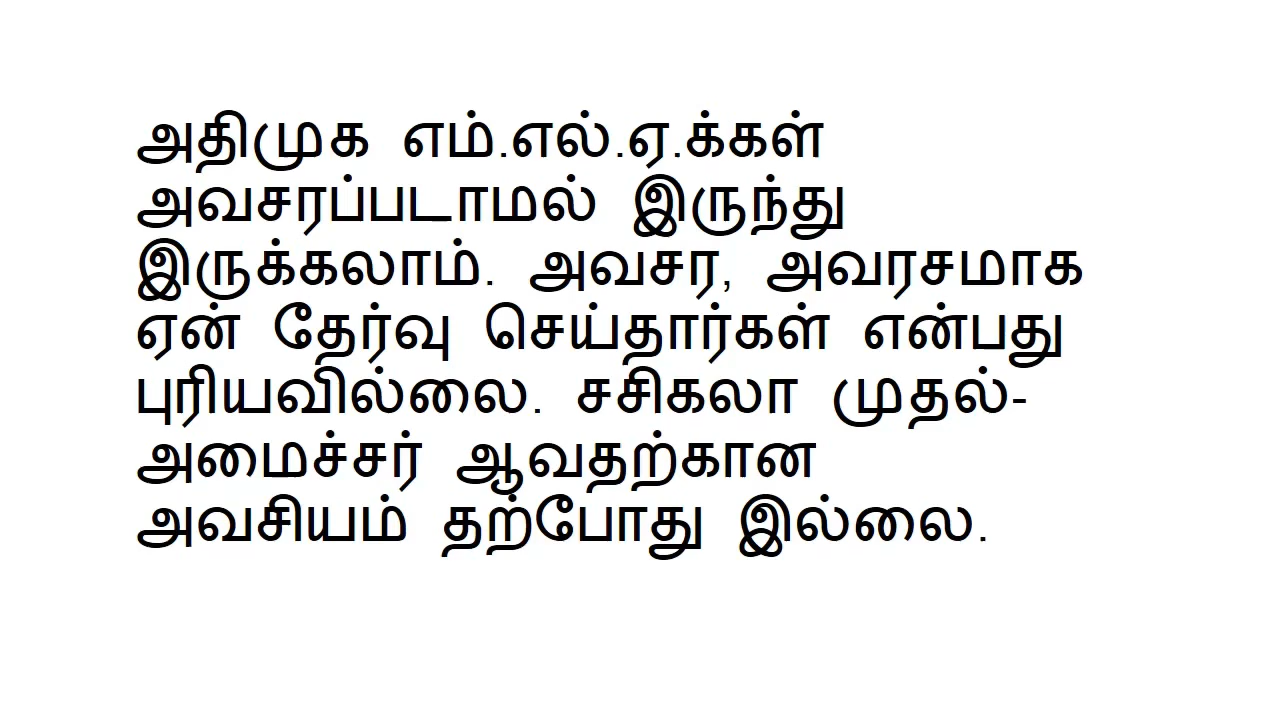 அதிமுக எம்.எல்.ஏ.க்கள்
அவசரப்படாமல் இருந்து
இருக்கலாம். அவசர, அவரசமாக
ஏன் தேர்வு செய்தார்கள் என்பது
புரியவில்லை. சசிகலா முதல்-
அமைச்சர் ஆவதற்கான
அவசியம் தற்போது இல்லை.